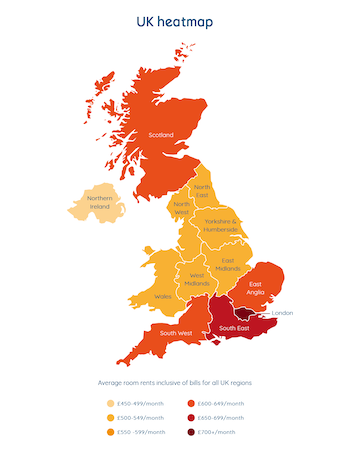 UK heatmap
Scotland
Northern
Ireland
North
East
North
West
Yorkshire &
Humberside
East
Midlands
West
Midlands
Wales
East
Anglia
London
South West
South East
Average room rents inclusive of bills for all UK regions
£450-499/month
£600-649/month
£500-549/month
£650-699/month
£550 -599/month
£700+/month